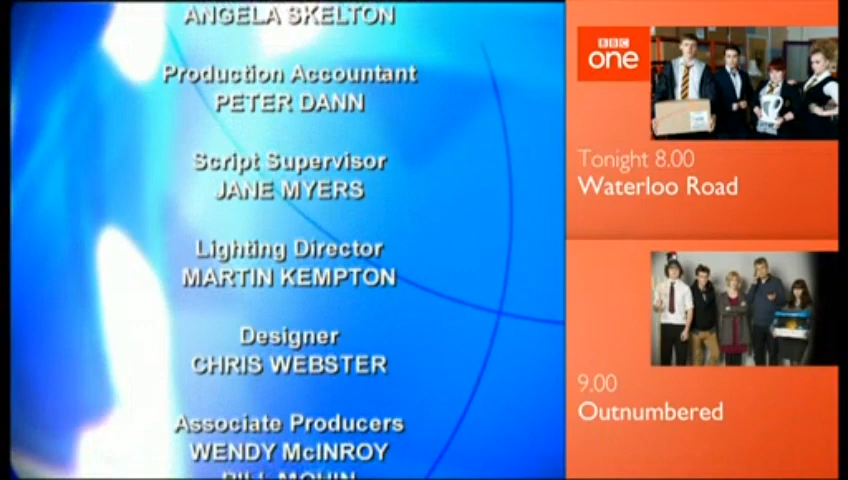 ANGELA SKELTON
Production Accountant
PETER DANN
Script Supervisor
JANE MYERS
Lighting Director
MARTIN KEMPTON
Designer
CHRIS WEBSTER
Associate Producers
WENDY McINROY
BBC
one
Tonight 8.00
Waterloo Road
9.00
Outnumbered